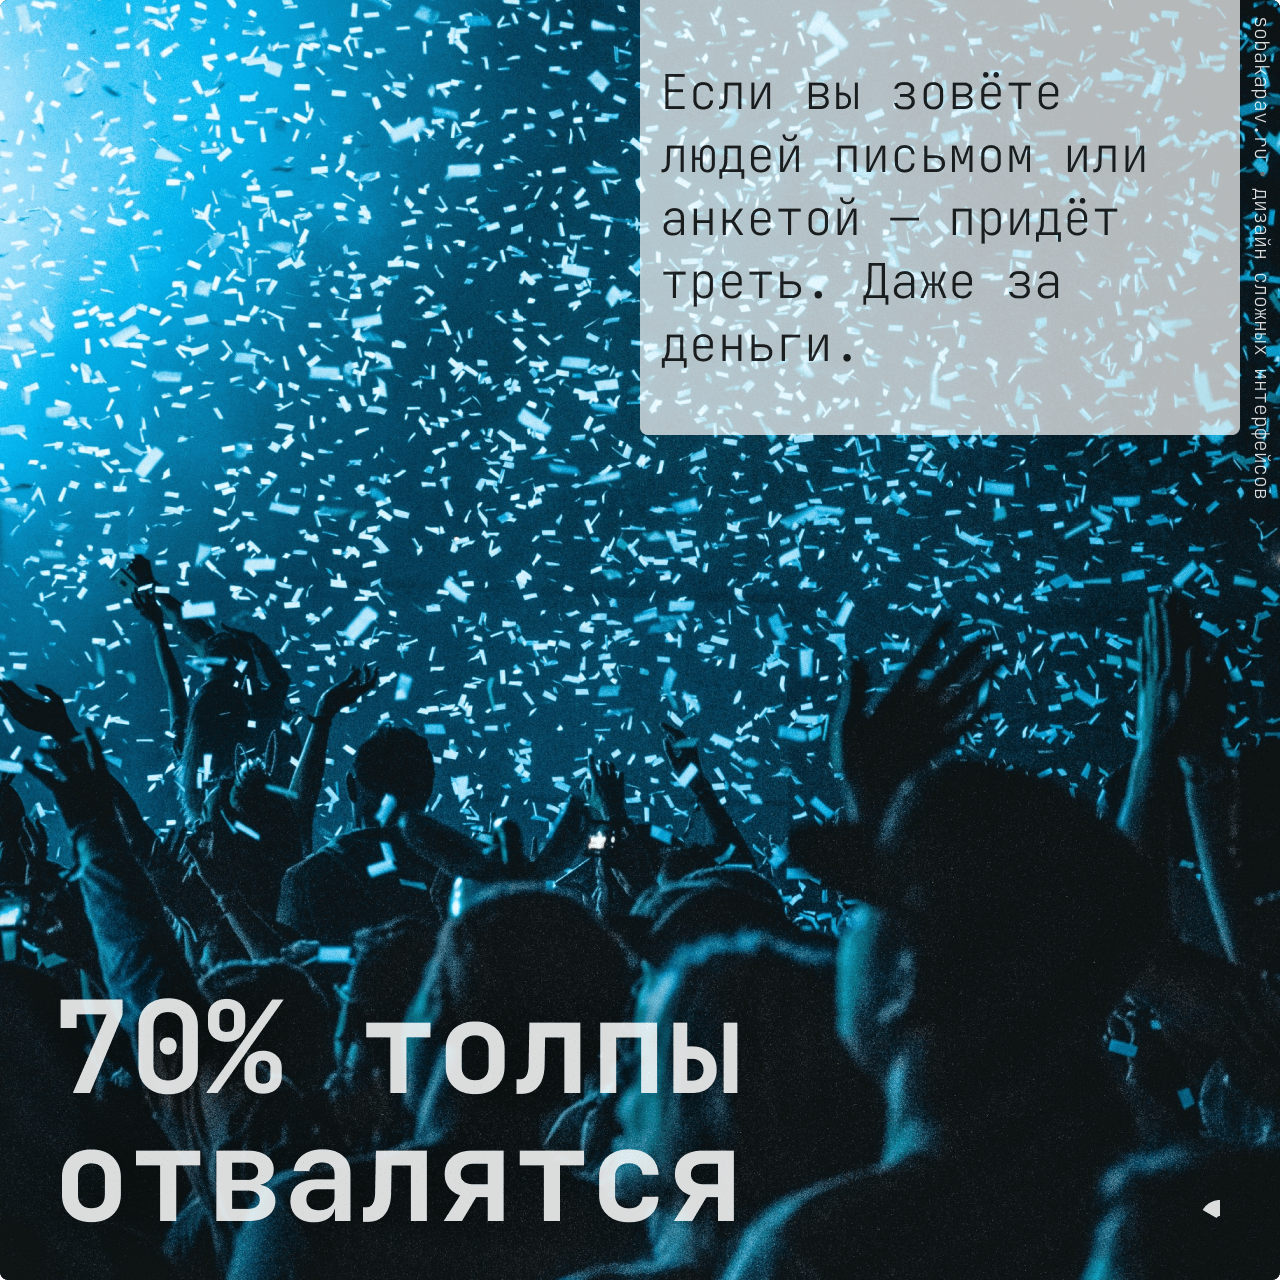 Если вы зовёте
людей письмом или
анкетой — придёт
треть. Даже за
деньги.
sobakapav.ru дизайн сложных интерфейсов
70% толпы
отвалятся